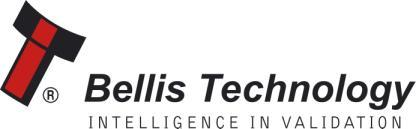 ® Bellis Technology
INTELLIGENCE IN VALIDATION